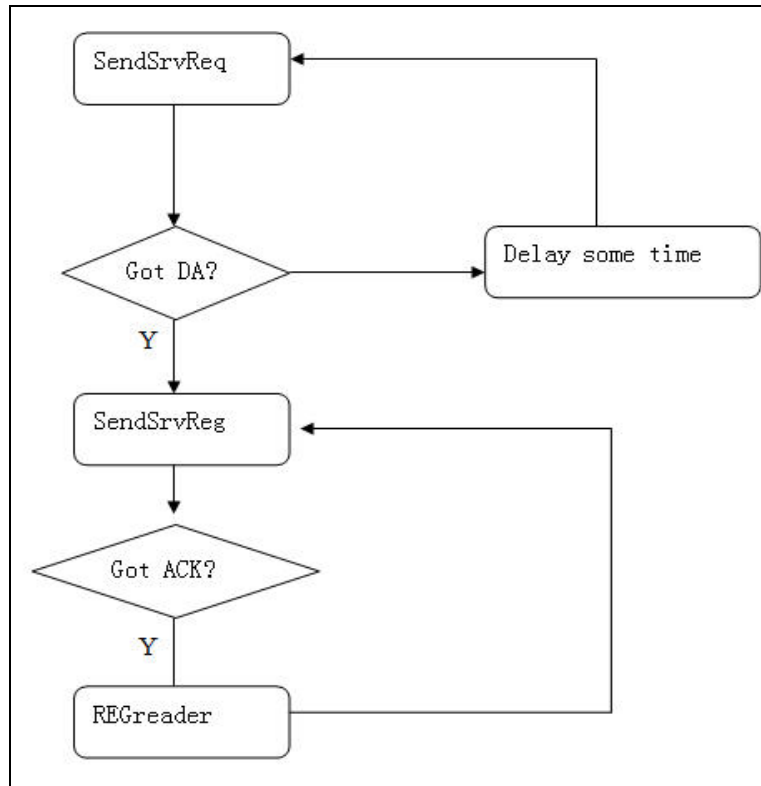 SendSrvReq
Got DA?
Delay some time
Y
SendSrvReg
Got ACK?
Y
REGreader